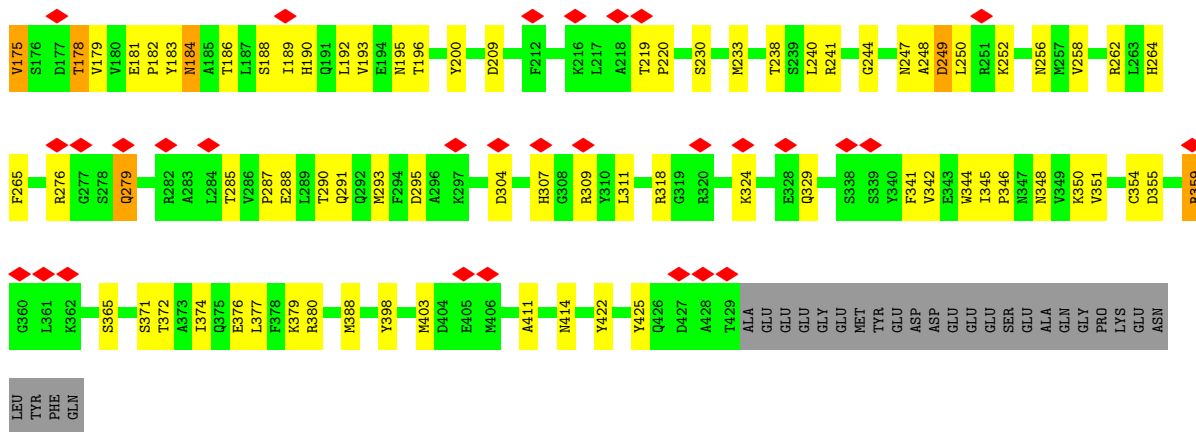 V175 S176 D177 T178 V179 V180 E181 P182 Y183 N184 A185 T186 L187 S188 I189 H190 Q191 L192 V193 E194 N195 T196 Y200 D209 F212 K216 L217 A218 T219 P220 S230 M233 T238 S239 L240 R241 G244 N247 A248 D249 L250 R251 K252 N256 M257 V258 R262 L263 H264
F265 R276 G277 S278 Q279 R282 A283 L284 T285 V286 P287 E288 L289 T290 Q291 Q292 M293 F294 D295 A296 K297 D304 H307 G308 R309 Y310 L311 R318 G319 R320 K324 E328 Q329 S338 S339 Y340 F341 V342 E343 W344 I345 P346 N347 N348 V349 K350 V351 C354 D355 R359
G360 L361 K362 S365 S371 T372 A373 I374 Q375 E376 L377 F378 K379 R380 M388 Y398 M403 D404 E405 M406 A411 N414 Y422 Y425 Q426 D427 A428 T429 ALA GLU GLU GLU GLY GLU GLU MET TYR GLU ASP ASP GLU GLU GLU SER GLU ALA GLN GLY PRO LYS GLU ASN
LEU TYR PHE GLN